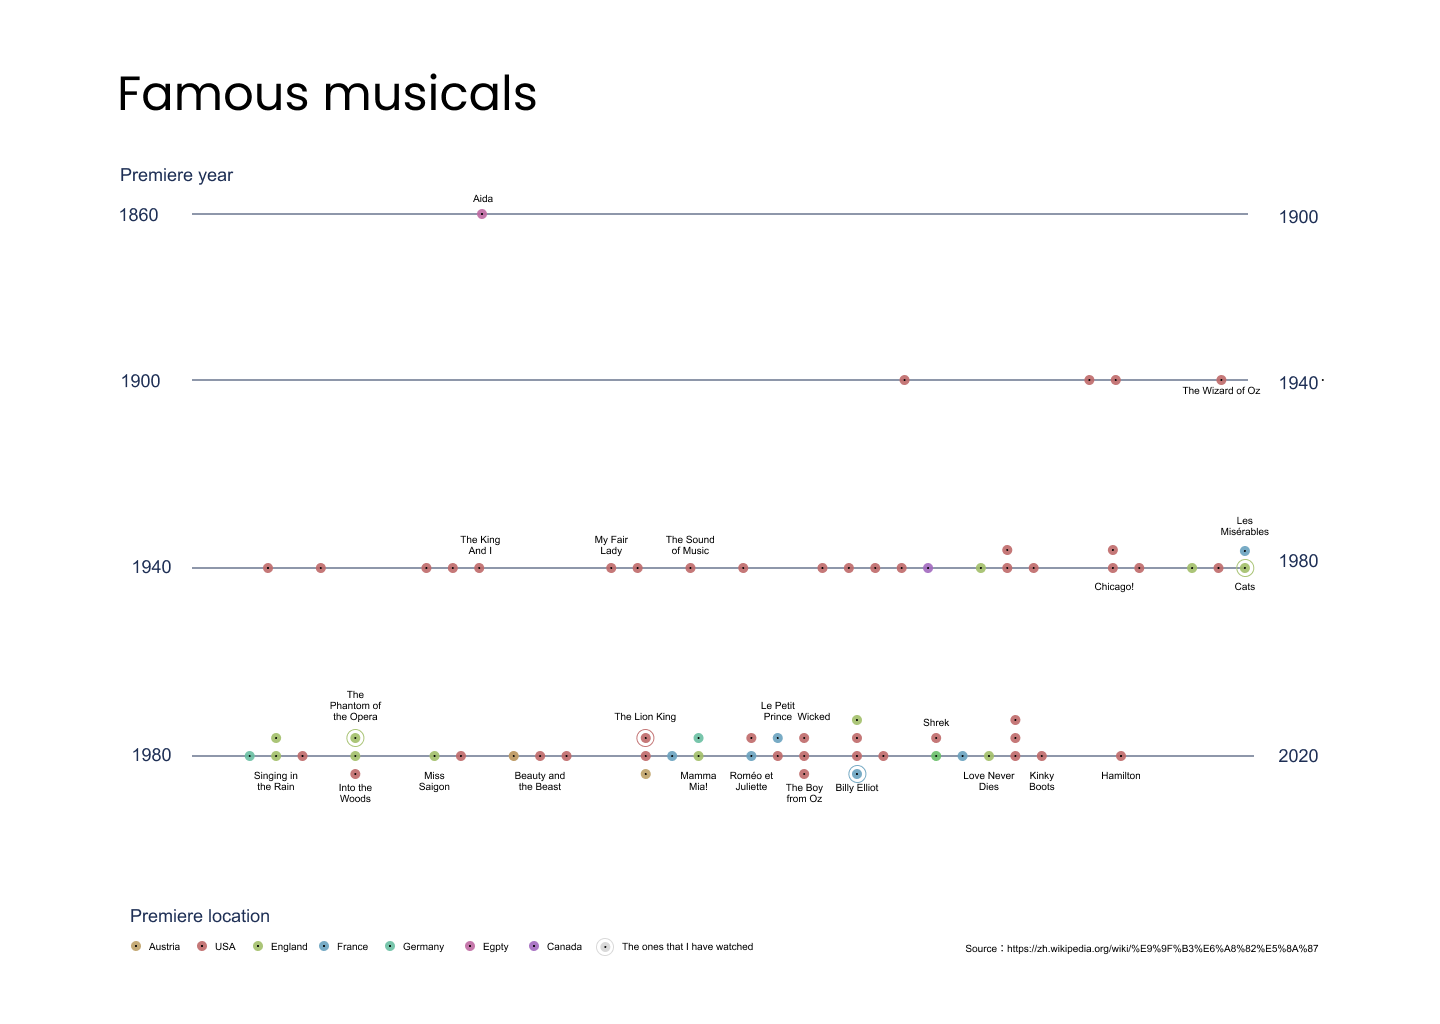 Famous musicals
Premiere year
Aida
1860
1900
1900
1940
The Wizard of Oz
Les
Misérables
The King
And I
My Fair
Lady
The Sound
of Music
1940
1980
Chicago!
Cats
The
Phantom of
the Opera
The Lion King
Le Petit
Prince
Wicked
Shrek
1980
2020
Singing in
the Rain
Into the
Woods
Miss
Saigon
Beauty and
the Beast
Mamma
Mia!
Roméo et
Juliette
The Boy
from Oz
Billy Elliot
Love Never
Dies
Kinky
Boots
Hamilton
Premiere location
Austria
USA
England
France
Germany
Egpty
Canada
The ones that I have watched
Source：https://zh.wikipedia.org/wiki/%E9%9F%B3%E6%A8%82%E5%8A%87